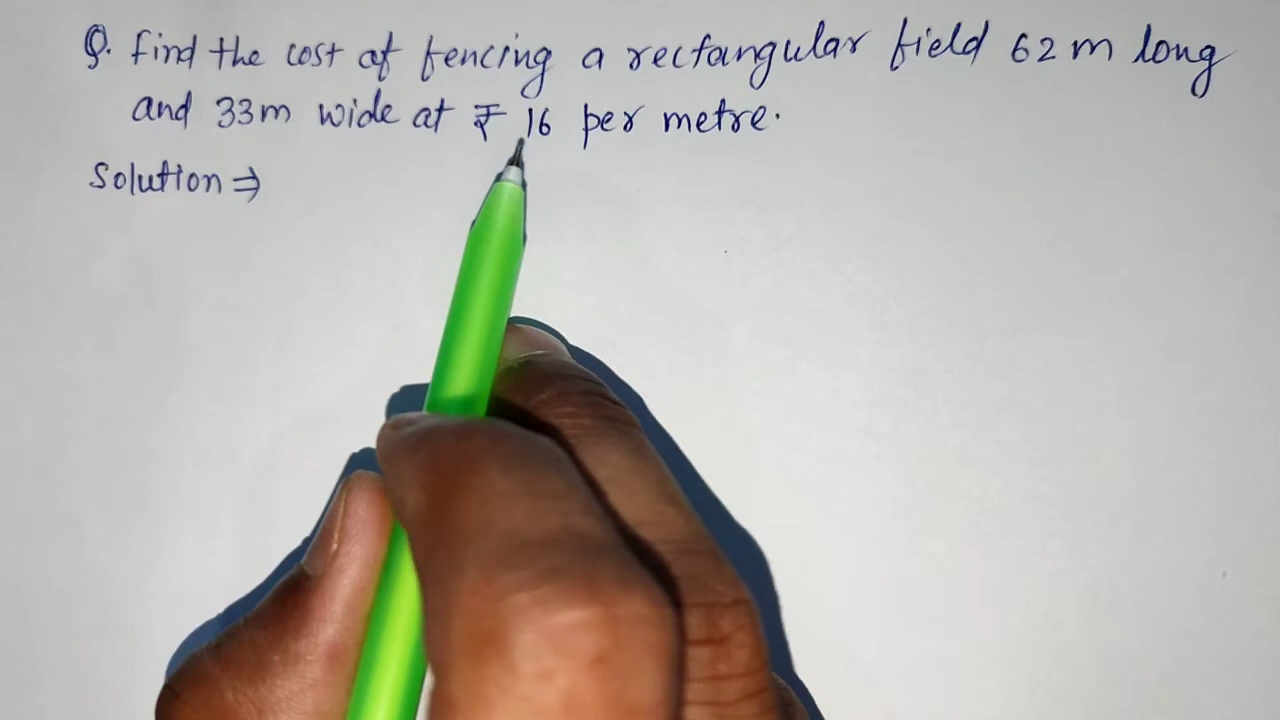 Q. find the cost of fencing a rectangular field 62 m long
and 33m wide at ₹ 16 per metre.
Solution ⇒